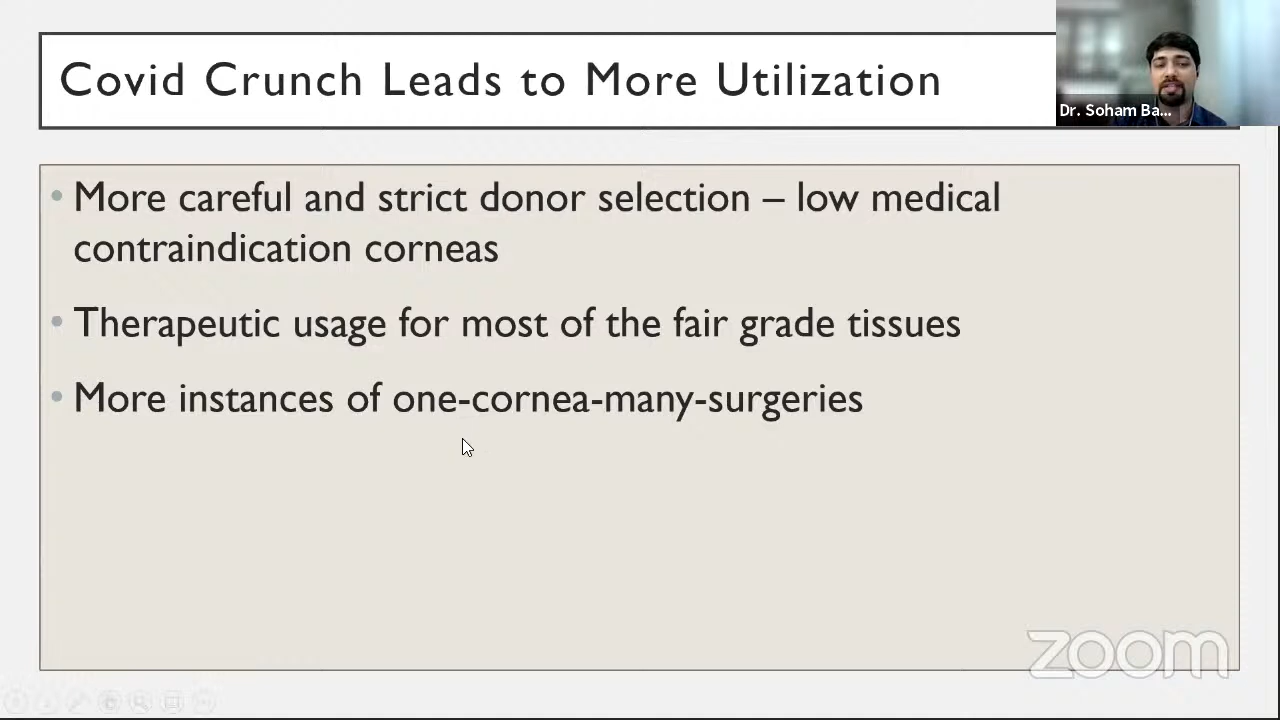 Covid Crunch Leads to More Utilization
Dr. Soham Ba...
• More careful and strict donor selection – low medical
contraindication corneas
• Therapeutic usage for most of the fair grade tissues
• More instances of one-cornea-many-surgeries
zoom